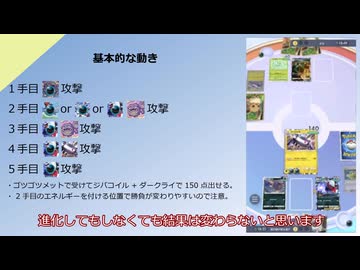 基本的な動き
1手目 攻撃
2手目 or or 攻撃
3手目 攻撃
4手目 攻撃
5手目 攻撃
・ゴツゴツメットで受けてジバコイル + ダークライで 150 点出せる。
・2 手目のエネルギーを付ける位置で勝負が変わりやすいので注意。
進化してもしなくても結果は変わらないと思います
140